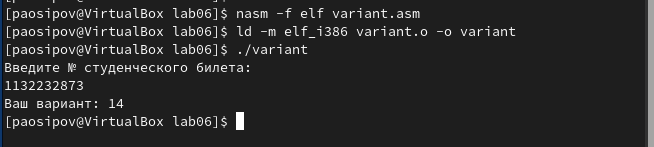 [paosipov@VirtualBox lab06]$ nasm -f elf variant.asm
[paosipov@VirtualBox lab06]$ ld -m elf_i386 variant.o -o variant
[paosipov@VirtualBox lab06]$ ./variant
Введите № студенческого билета:
1132232873
Ваш вариант: 14
[paosipov@VirtualBox lab06]$